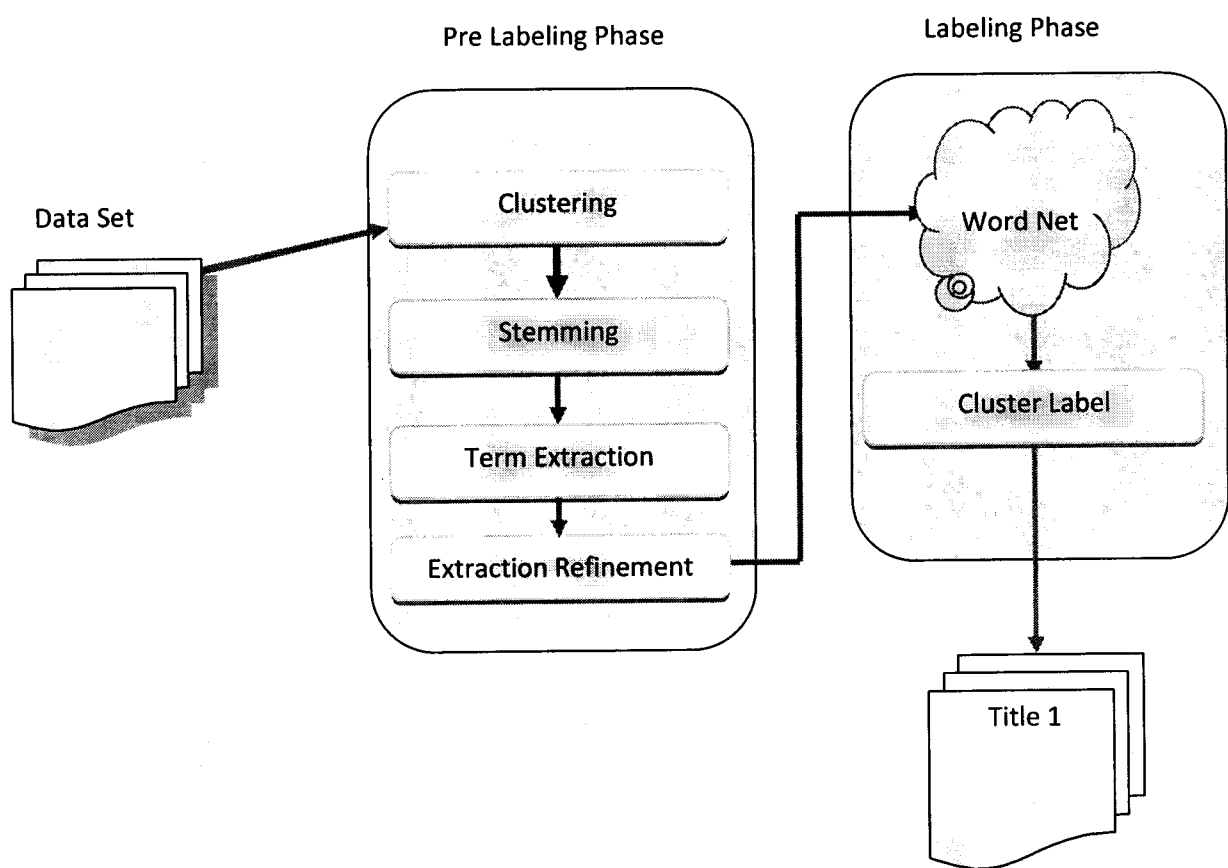 Pre Labeling Phase
Labeling Phase
Data Set
Clustering
Stemming
Term Extraction
Extraction Refinement
Word Net
Cluster Label
Title 1